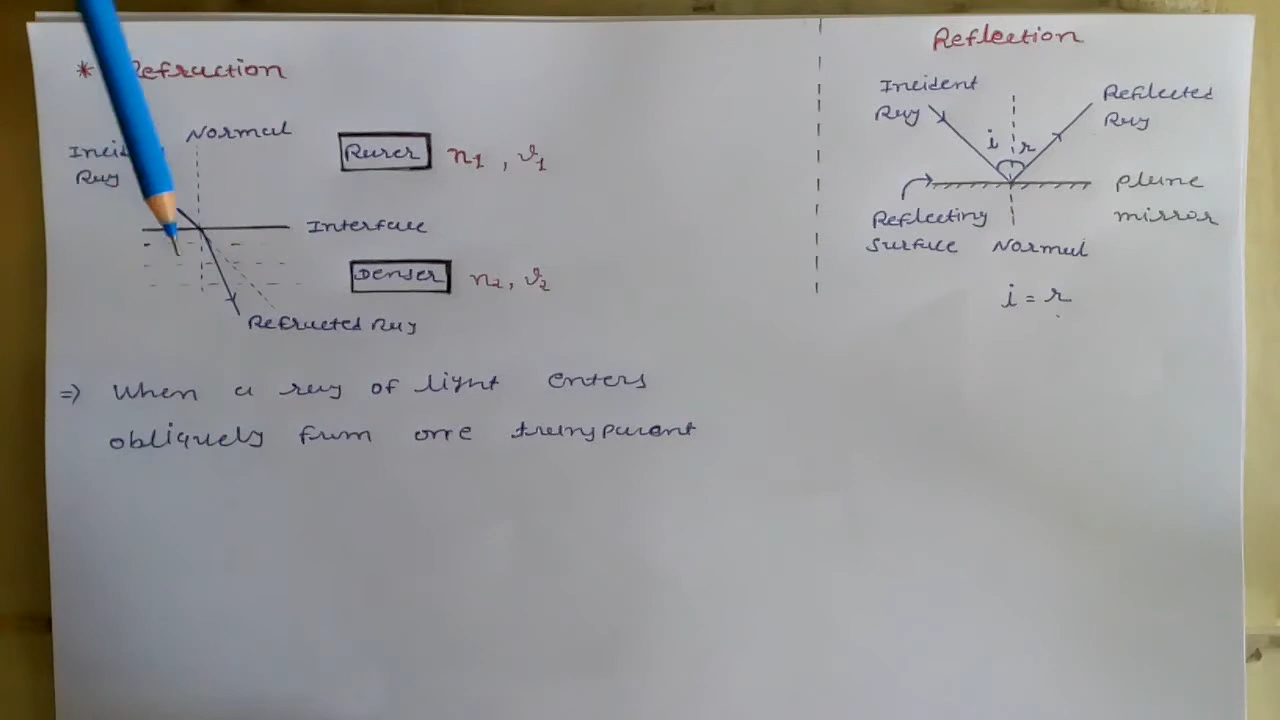 * Refraction
Normal
Ray
Rarer n1, v1
Interface
Denser n2, v2
Refracted Ray
=> When a ray of light enters
obliquely from one transparent
Reflection
Incident
Ray
Reflected
Ray
i r
plane
mirror
Reflecting
Surface
Normal
i = r